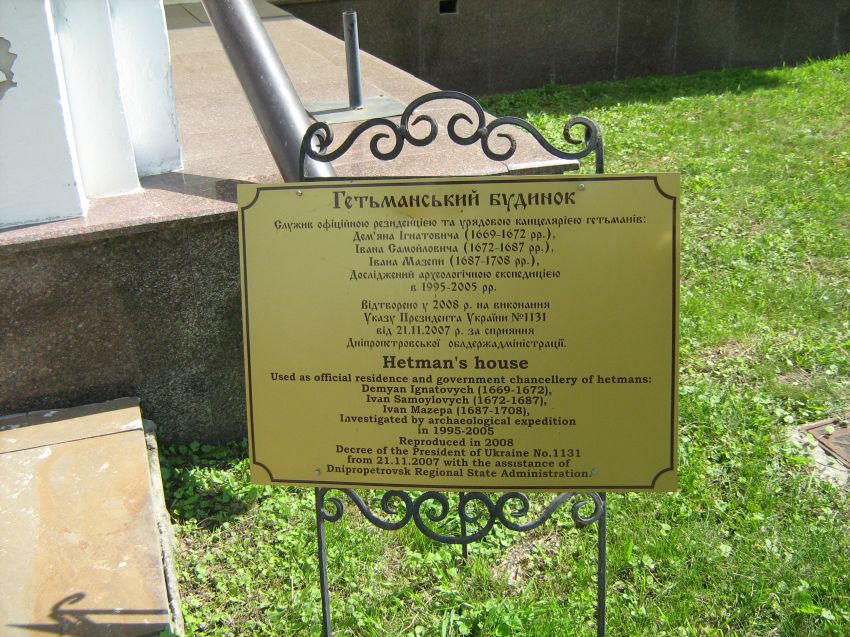 Гетьманський будинок
Служив офіційною резиденцією та урядовою канцелярією гетьманів:
Дем'яна Ігнатовича (1669-1672 рр.),
Івана Самойловича (1672-1687 рр.),
Івана Мазепи (1687-1708 рр.),
Досліджений археологічною експедицією
в 1995-2005 рр.
Відтворено у 2008 р. на виконання
Указу Президента України №1131
від 21.11.2007 р. за сприяння
Дніпропетровської облдержадміністрації.
Hetman's house
Used as official residence and government chancellery of hetmans:
Demyan Ignatovych (1669-1672),
Ivan Samoylovych (1672-1687),
Ivan Mazepa (1687-1708),
Investigated by archaeological expedition
in 1995-2005
Reproduced in 2008
Decree of the President of Ukraine No.1131
from 21.11.2007 with the assistance of
Dnipropetrovsk Regional State Administration.